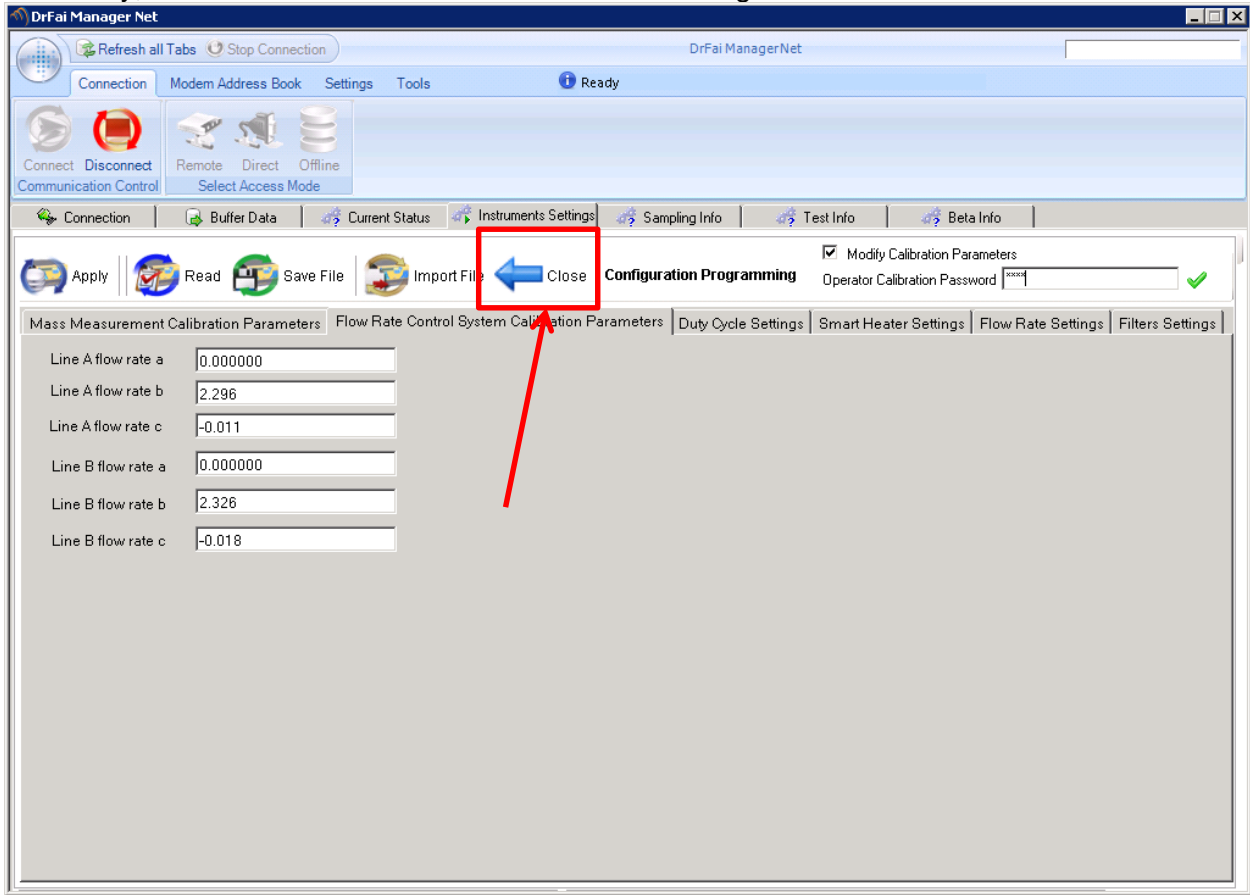 DrFai Manager Net
Refresh all Tabs Stop Connection DrFai ManagerNet
Connection Modem Address Book Settings Tools Ready
Connect Disconnect Remote Direct Offline
Communication Control Select Access Mode
Connection Buffer Data Current Status Instruments Settings Sampling Info Test Info Beta Info
Modify Calibration Parameters
Apply Read Save File Import File Close Configuration Programming
Operator Calibration Password ****
Mass Measurement Calibration Parameters Flow Rate Control System Calibration Parameters Duty Cycle Settings Smart Heater Settings Flow Rate Settings Filters Settings
Line A flow rate a 0.000000
Line A flow rate b 2.296
Line A flow rate c -0.011
Line B flow rate a 0.000000
Line B flow rate b 2.326
Line B flow rate c -0.018